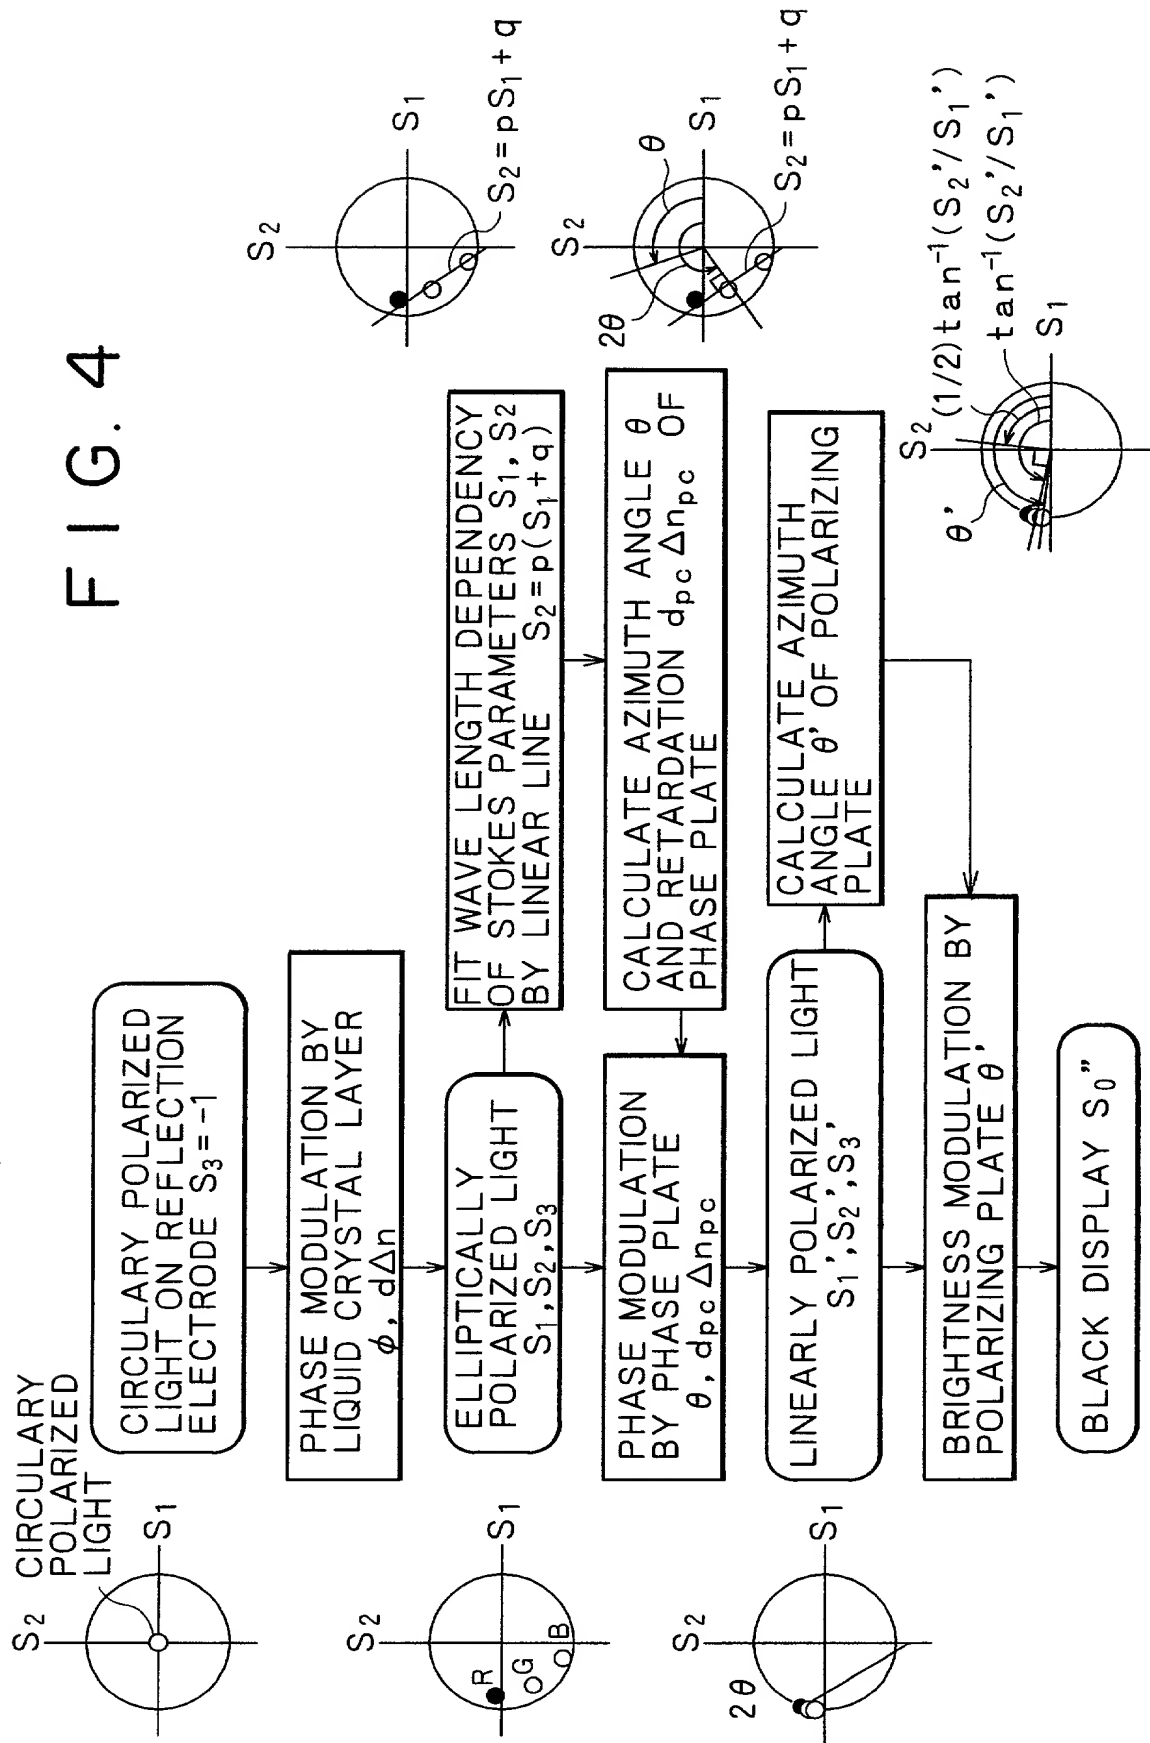 FIG. 4
CIRCULARY
POLARIZED
LIGHT
S2
S1
CIRCULARY POLARIZED
LIGHT ON REFLECTION
ELECTRODE S3=-1
PHASE MODULATION BY
LIQUID CRYSTAL LAYER
ϕ, dΔn
S2
S1
R
G
B
ELLIPTICALLY
POLARIZED LIGHT
S1,S2,S3
FIT WAVE LENGTH DEPENDENCY
OF STOKES PARAMETERS S1,S2
BY LINEAR LINE S2=p(S1+q)
S2
S1
S2=pS1+q
PHASE MODULATION
BY PHASE PLATE
θ, dpcΔnpc
CALCULATE AZIMUTH ANGLE θ
AND RETARDATION dpcΔnpc OF
PHASE PLATE
S2
S1
θ
2θ
S2=pS1+q
S2
S1
2θ
LINEARLY POLARIZED LIGHT
S1',S2',S3'
CALCULATE AZIMUTH
ANGLE θ' OF POLARIZING
PLATE
S2
(1/2)tan⁻¹(S2'/S1')
tan⁻¹(S2'/S1')
S1
θ'
BRIGHTNESS MODULATION BY
POLARIZING PLATE θ'
BLACK DISPLAY S0"